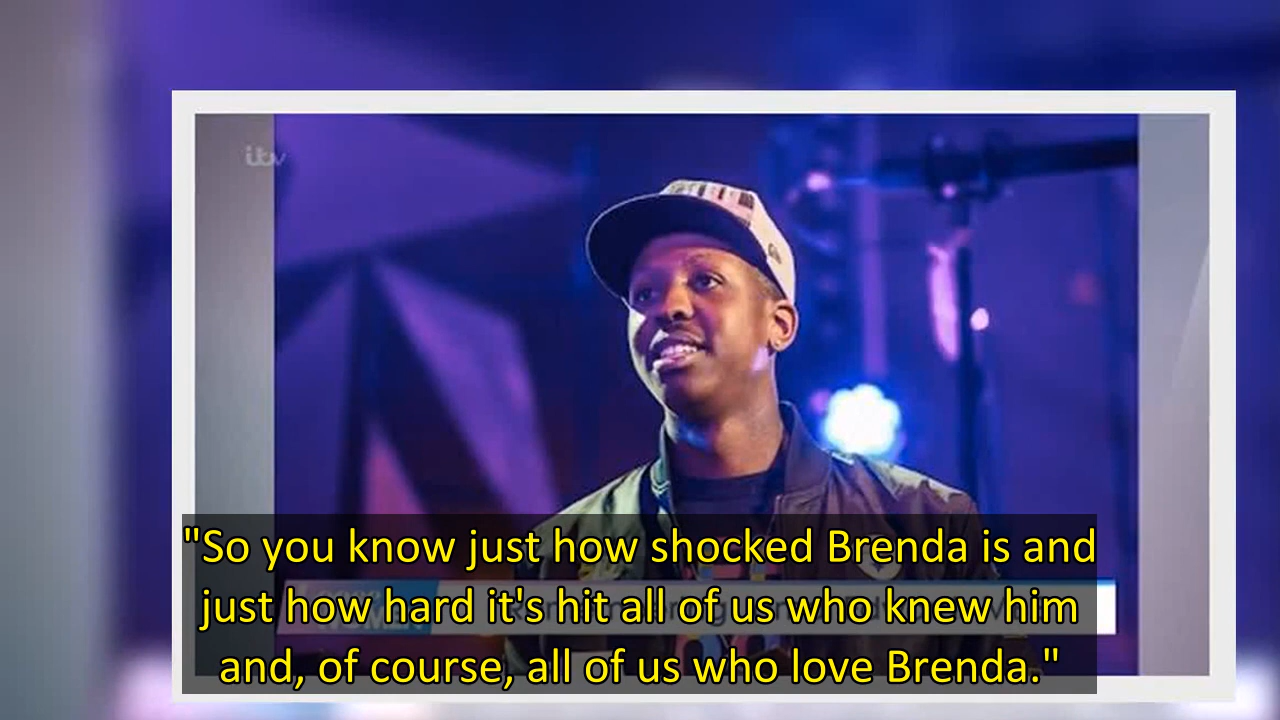 itv
"So you know just how shocked Brenda is and
just how hard it's hit all of us who knew him
and, of course, all of us who love Brenda."